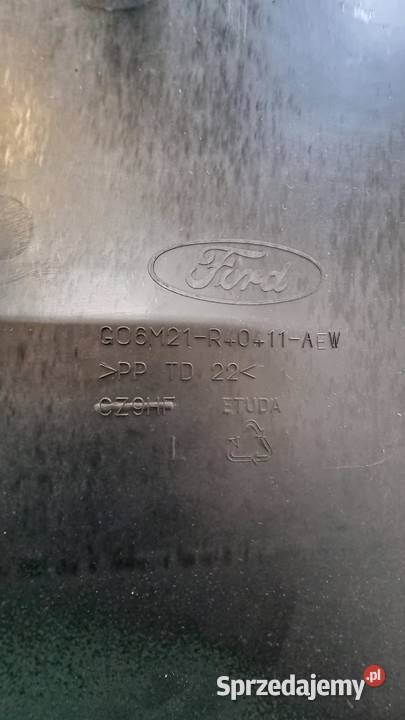 Ford
GO6M21-R40411-AEW
>PP TD 22<
CZ9HF ETUDA
L
Sprzedajemy.pl